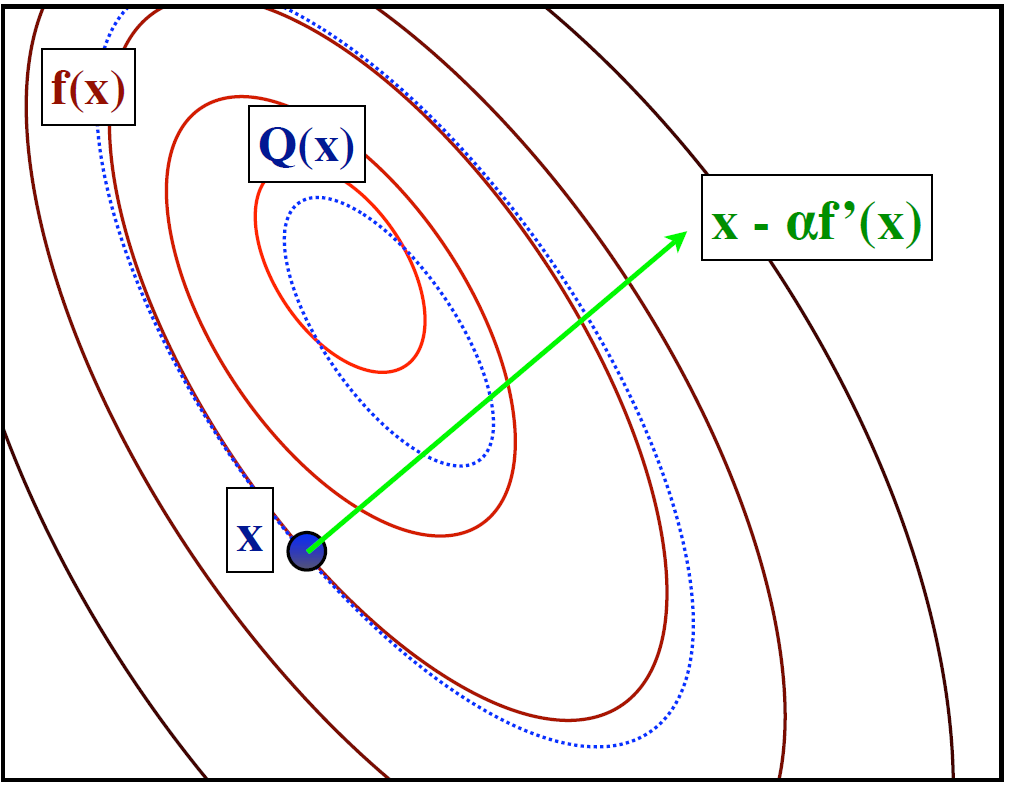 f(x)
Q(x)
x - αf’(x)
x